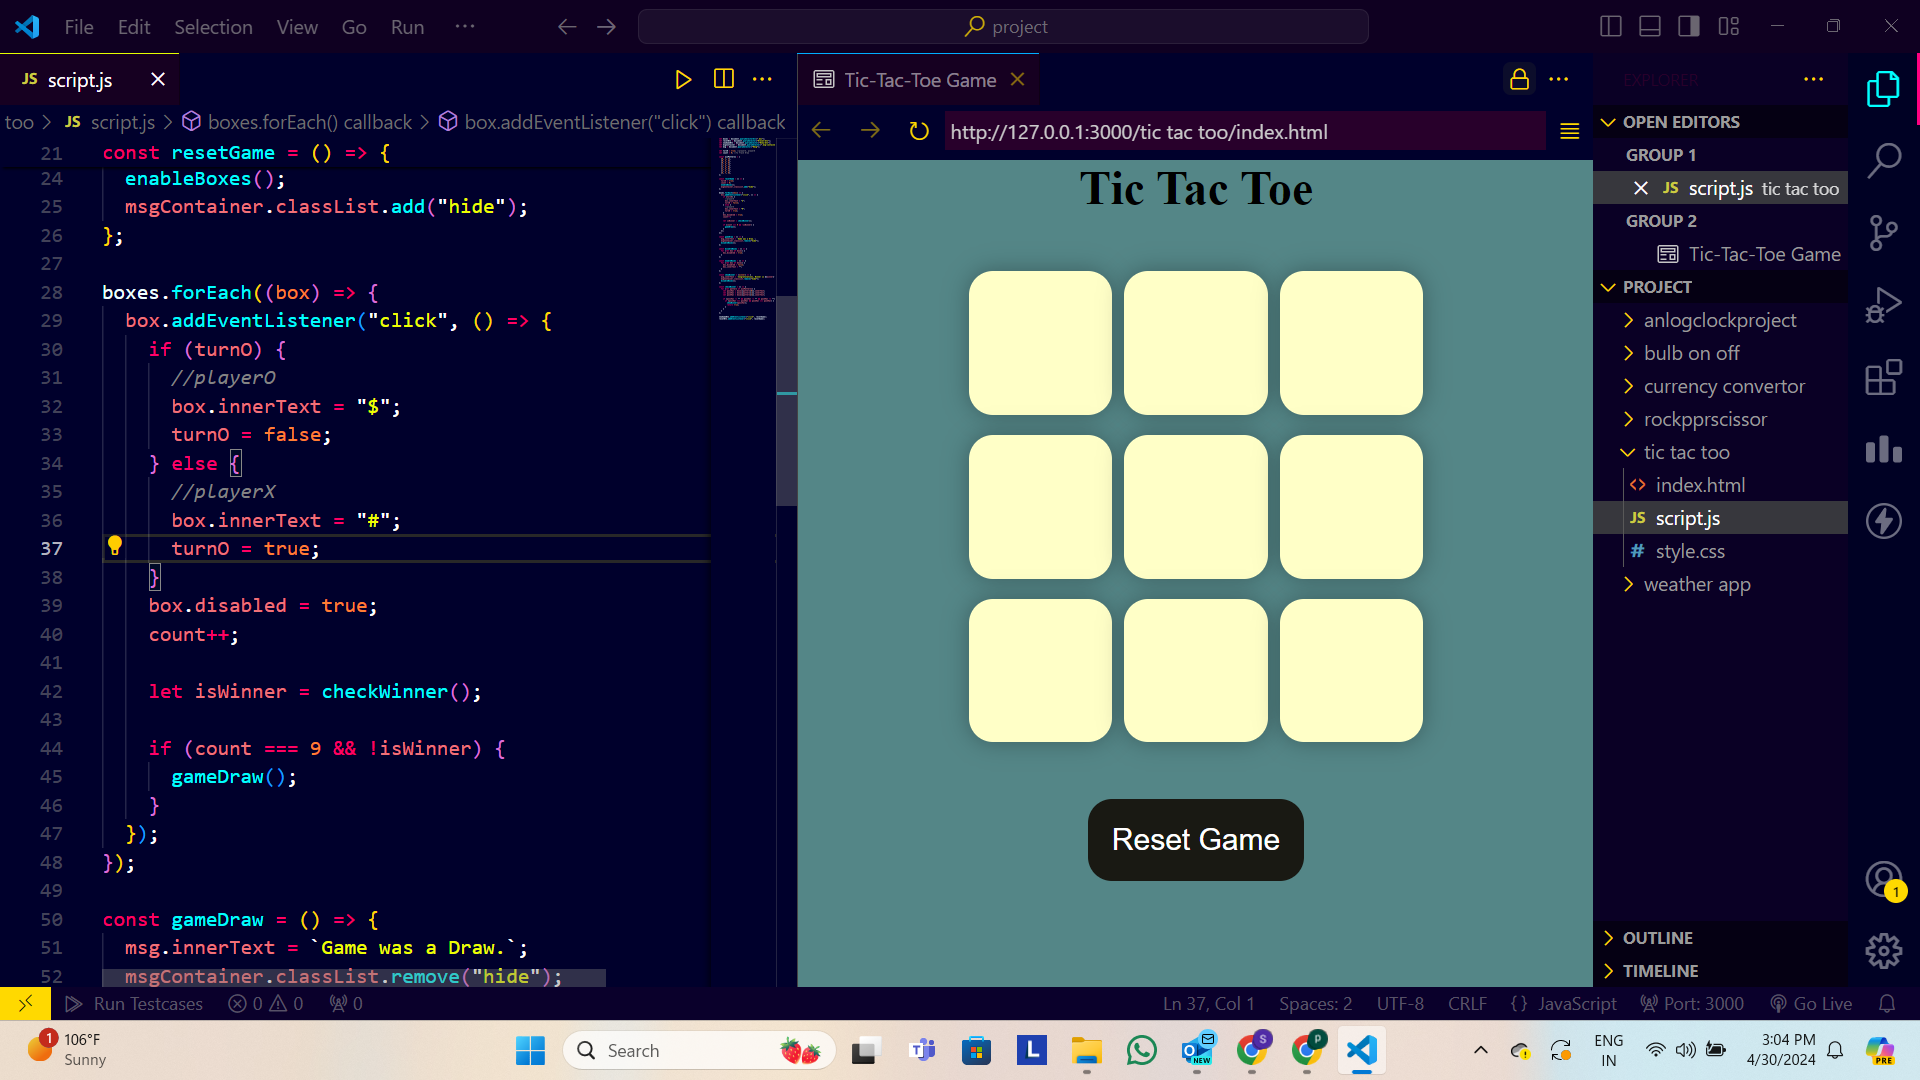 File Edit Selection View Go Run ···
project
JS script.js
too > JS script.js > boxes.forEach() callback > box.addEventListener("click") callback
21 const resetGame = () => {
24 enableBoxes();
25 msgContainer.classList.add("hide");
26 };
27
28 boxes.forEach((box) => {
29 box.addEventListener("click", () => {
30 if (turnO) {
31 //playerO
32 box.innerText = "$";
33 turnO = false;
34 } else {
35 //playerX
36 box.innerText = "#";
37 turnO = true;
38 }
39 box.disabled = true;
40 count++;
41
42 let isWinner = checkWinner();
43
44 if (count === 9 && !isWinner) {
45 gameDraw();
46 }
47 });
48 });
49
50 const gameDraw = () => {
51 msg.innerText = `Game was a Draw.`;
52 msgContainer.classList.remove("hide");
Tic-Tac-Toe Game
http://127.0.0.1:3000/tic tac too/index.html
Tic Tac Toe
Reset Game
EXPLORER
OPEN EDITORS
GROUP 1
JS script.js tic tac too
GROUP 2
Tic-Tac-Toe Game
PROJECT
anlogclockproject
bulb on off
currency convertor
rockpprscissor
tic tac too
<> index.html
JS script.js
# style.css
weather app
OUTLINE
TIMELINE
1
Run Testcases 0 0 0
Ln 37, Col 1 Spaces: 2 UTF-8 CRLF {} JavaScript Port: 3000 Go Live
1
106°F
Sunny
Search
L
NEW
S
P
ENG
IN
3:04 PM
4/30/2024
PRE